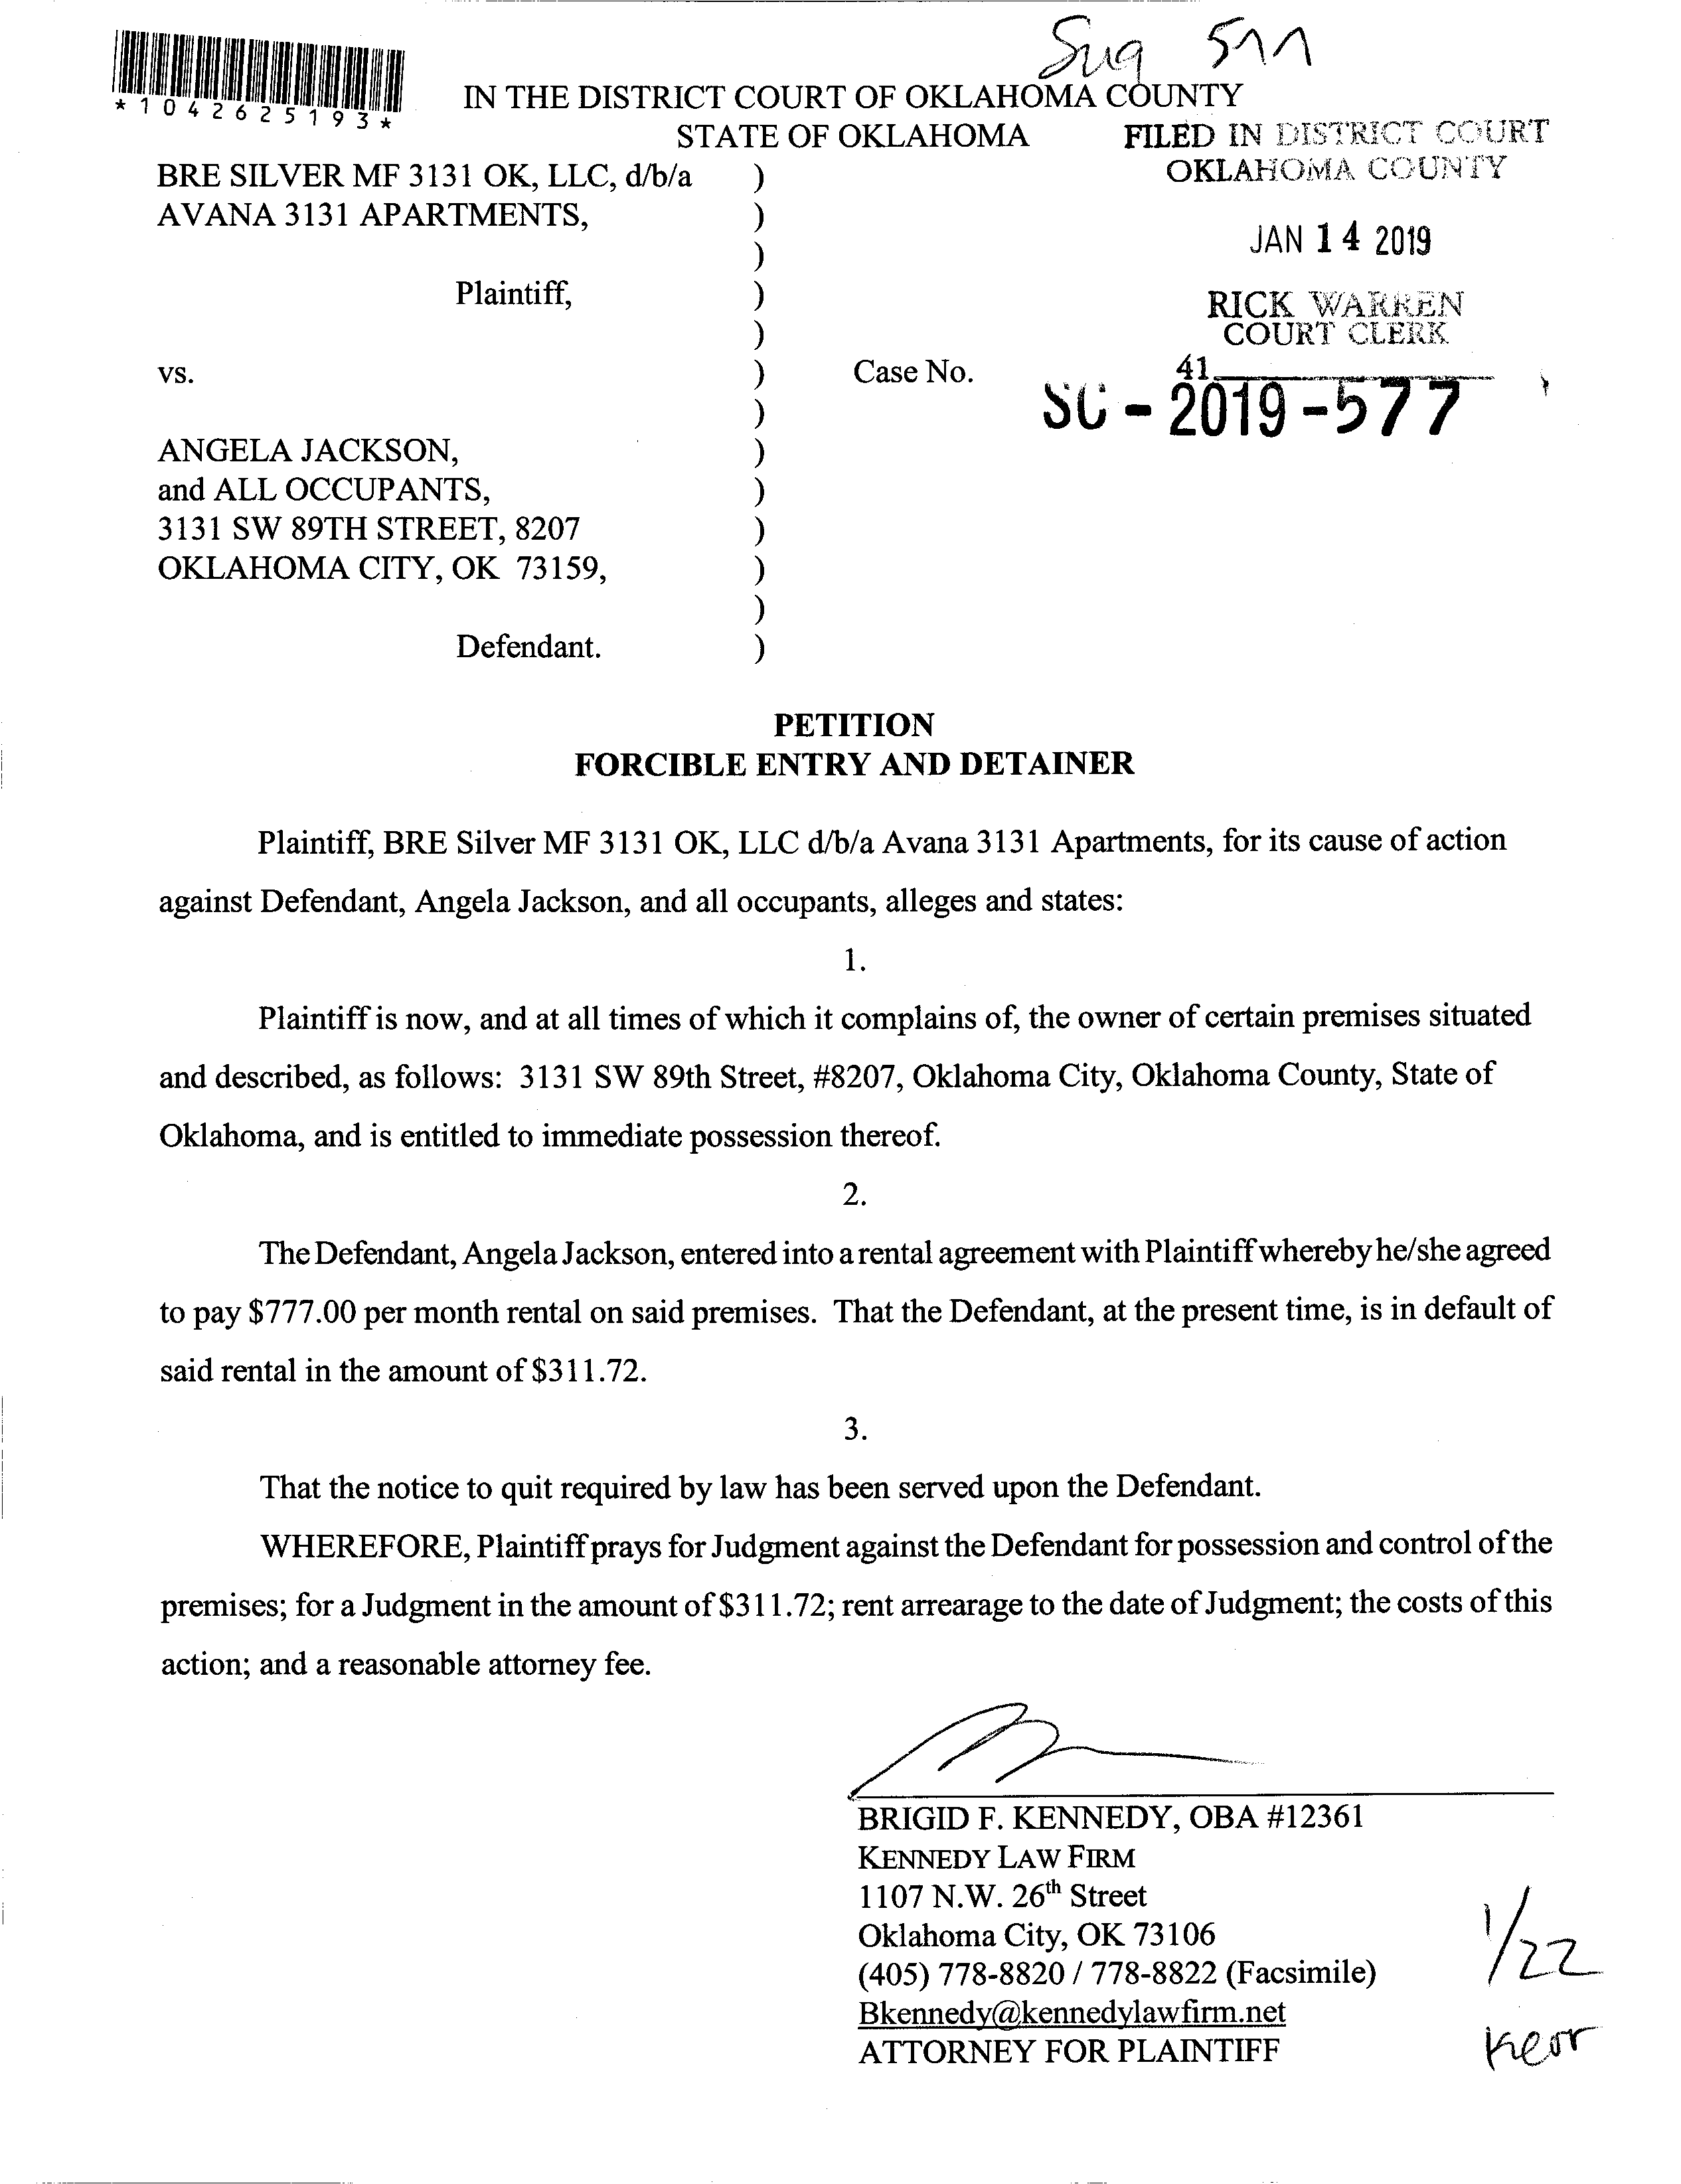 *1042625193*
IN THE DISTRICT COURT OF OKLAHOMA COUNTY
STATE OF OKLAHOMA
FILED IN DISTRICT COURT
OKLAHOMA COUNTY
JAN 14 2019
RICK WARREN
COURT CLERK
41
BRE SILVER MF 3131 OK, LLC, d/b/a )
AVANA 3131 APARTMENTS, )
)
Plaintiff, )
)
vs. ) Case No. SC - 2019 - 577
)
ANGELA JACKSON, )
and ALL OCCUPANTS, )
3131 SW 89TH STREET, 8207 )
OKLAHOMA CITY, OK 73159, )
)
Defendant. )
PETITION
FORCIBLE ENTRY AND DETAINER
Plaintiff, BRE Silver MF 3131 OK, LLC d/b/a Avana 3131 Apartments, for its cause of action
against Defendant, Angela Jackson, and all occupants, alleges and states:
1.
Plaintiff is now, and at all times of which it complains of, the owner of certain premises situated
and described, as follows: 3131 SW 89th Street, #8207, Oklahoma City, Oklahoma County, State of
Oklahoma, and is entitled to immediate possession thereof.
2.
The Defendant, Angela Jackson, entered into a rental agreement with Plaintiff whereby he/she agreed
to pay $777.00 per month rental on said premises. That the Defendant, at the present time, is in default of
said rental in the amount of $311.72.
3.
That the notice to quit required by law has been served upon the Defendant.
WHEREFORE, Plaintiff prays for Judgment against the Defendant for possession and control of the
premises; for a Judgment in the amount of $311.72; rent arrearage to the date of Judgment; the costs of this
action; and a reasonable attorney fee.
BRIGID F. KENNEDY, OBA #12361
KENNEDY LAW FIRM
1107 N.W. 26th Street
Oklahoma City, OK 73106
(405) 778-8820 / 778-8822 (Facsimile)
Bkennedy@kennedylawfirm.net
ATTORNEY FOR PLAINTIFF
1/22